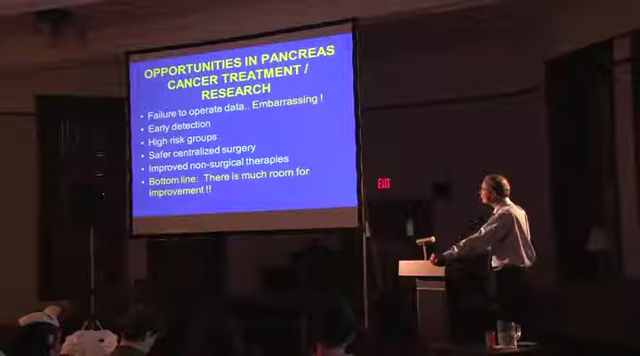 OPPORTUNITIES IN PANCREAS
CANCER TREATMENT /
RESEARCH
• Failure to operate data.. Embarrassing !
• Early detection
• High risk groups
• Safer centralized surgery
• Improved non-surgical therapies
• Bottom line: There is much room for
improvement !!
EXIT